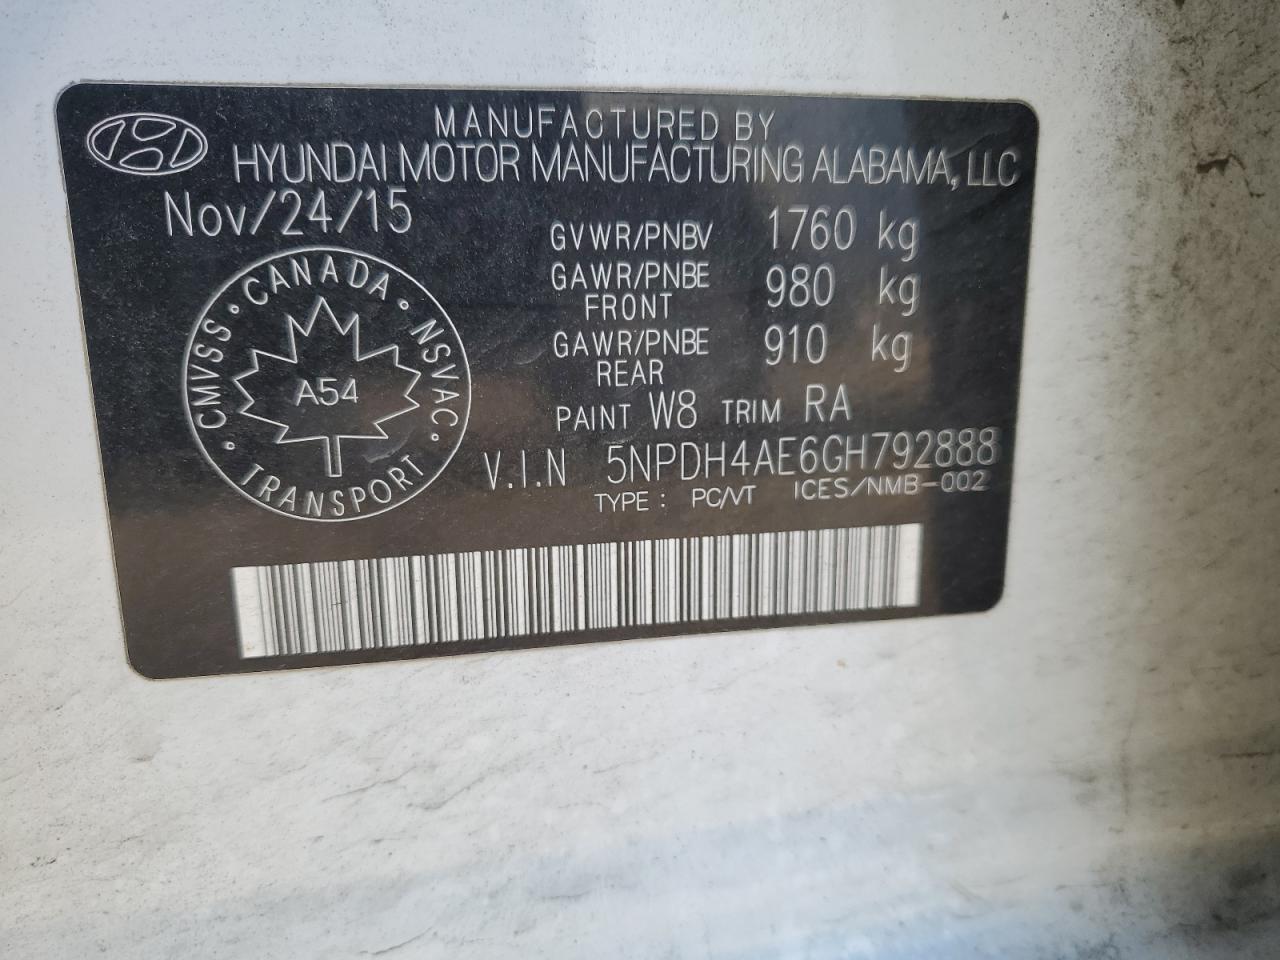 MANUFACTURED BY
HYUNDAI MOTOR MANUFACTURING ALABAMA, LLC
Nov/24/15
GVWR/PNBV 1760 kg
GAWR/PNBE FRONT 980 kg
GAWR/PNBE REAR 910 kg
PAINT W8 TRIM RA
V.I.N 5NPDH4AE6GH792888
TYPE : PC/VT ICES/NMB-002
CMVSS · CANADA · NSVAC · TRANSPORT ·
A54